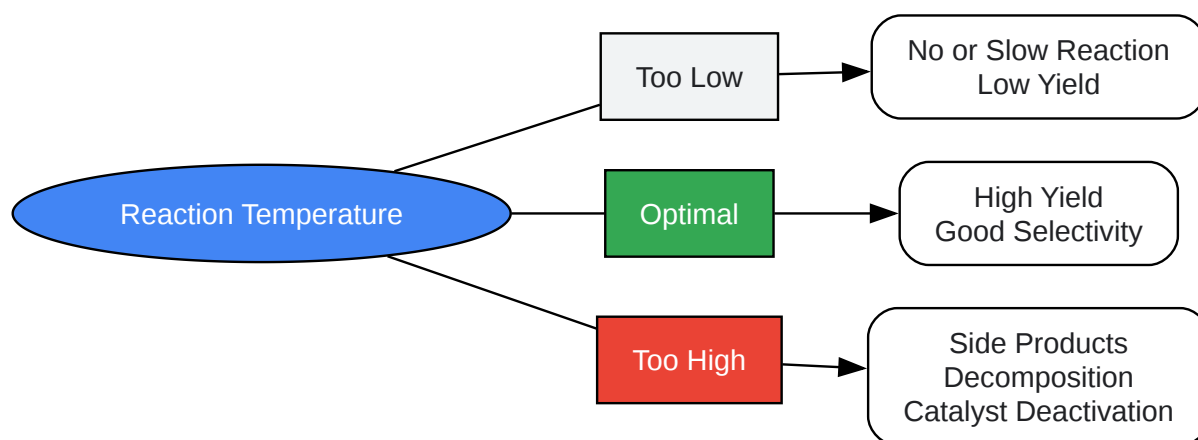 Too Low
No or Slow Reaction
Low Yield
Reaction Temperature
Optimal
High Yield
Good Selectivity
Too High
Side Products
Decomposition
Catalyst Deactivation